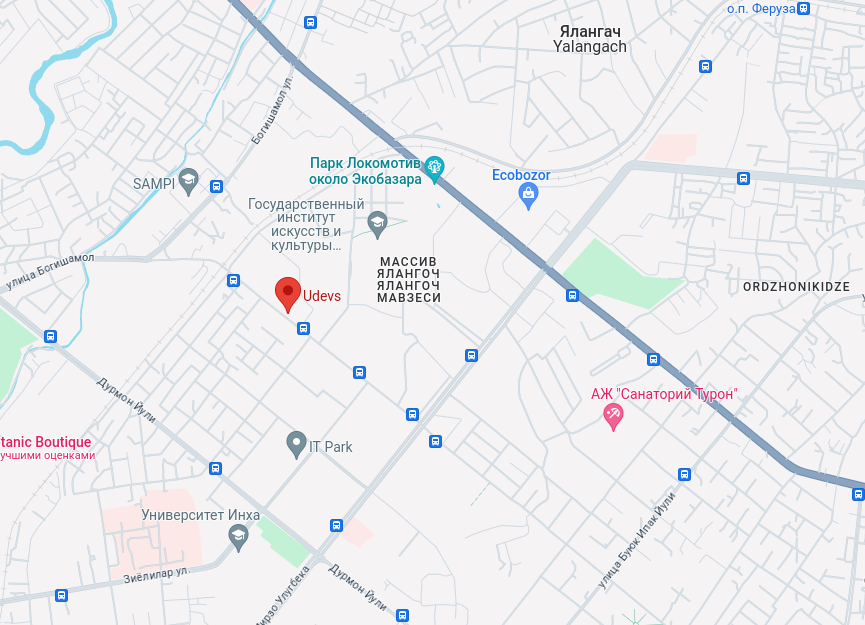 о.п. Феруза
Ялангач
Yalangach
Богишамол ул.
Парк Локомотив
около Экобазара
Ecobozor
SAMPI
Государственный
институт
искусств и
культуры...
МАССИВ
ЯЛАНГОЧ
ЯЛАНГОЧ
МАВЗЕСИ
улица Богишамол
ORDZHONIKIDZE
Udevs
Дурмон Йули
АЖ "Санаторий Турон"
tanic Boutique
учшими оценками
IT Park
Университет Инха
улица Буюк Ипак Йули
Зиёлилар ул.
Мирзо Улугбека
Дурмон Йули